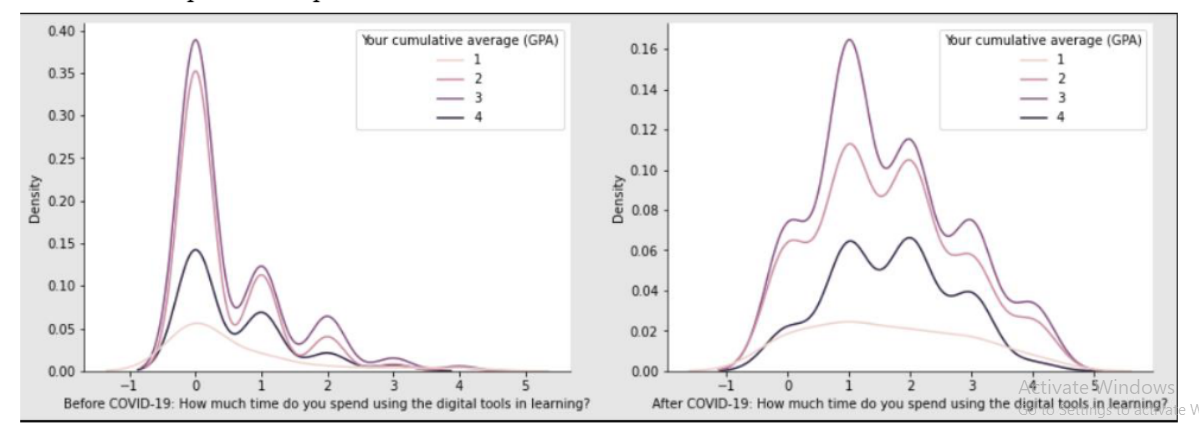 0.40
0.35
0.30
0.25
0.20
0.15
0.10
0.05
0.00
Density
Your cumulative average (GPA)
1
2
3
4
−1 0 1 2 3 4 5
Before COVID-19: How much time do you spend using the digital tools in learning?
0.16
0.14
0.12
0.10
0.08
0.06
0.04
0.02
0.00
Density
Your cumulative average (GPA)
1
2
3
4
−1 0 1 2 3 4 5
After COVID-19: How much time do you spend using the digital tools in learning?
Activate Windows
Go to Settings to activate W